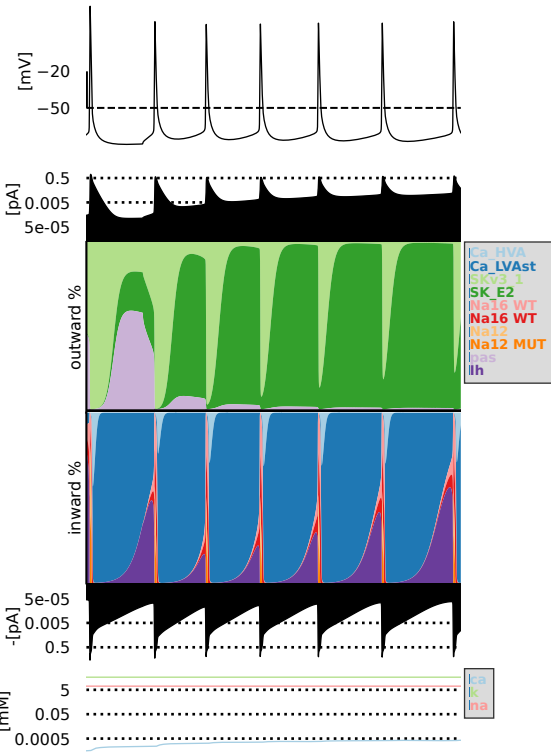 [mV]
−20
−50
[pA]
0.5
0.005
5e-05
outward %
Ca_HVA
Ca_LVAst
SKv3_1
SK_E2
Na16 WT
Na16 WT
Na12
Na12 MUT
pas
Ih
inward %
5e-05
0.005
0.5
-[pA]
ca
k
na
5
0.05
0.0005
[mM]